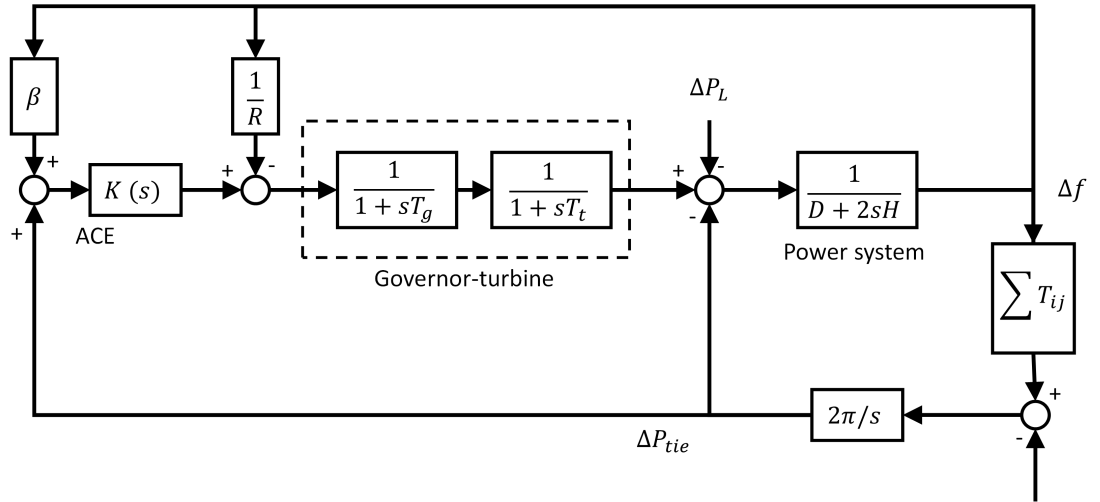 β
1/R
ΔP_L
+ + - + -
K (s)
1/(1 + sT_g)
1/(1 + sT_t)
1/(D + 2sH)
Δf
+
-
ACE
Power system
Governor-turbine
∑ T_ij
+
2π/s
-
ΔP_tie